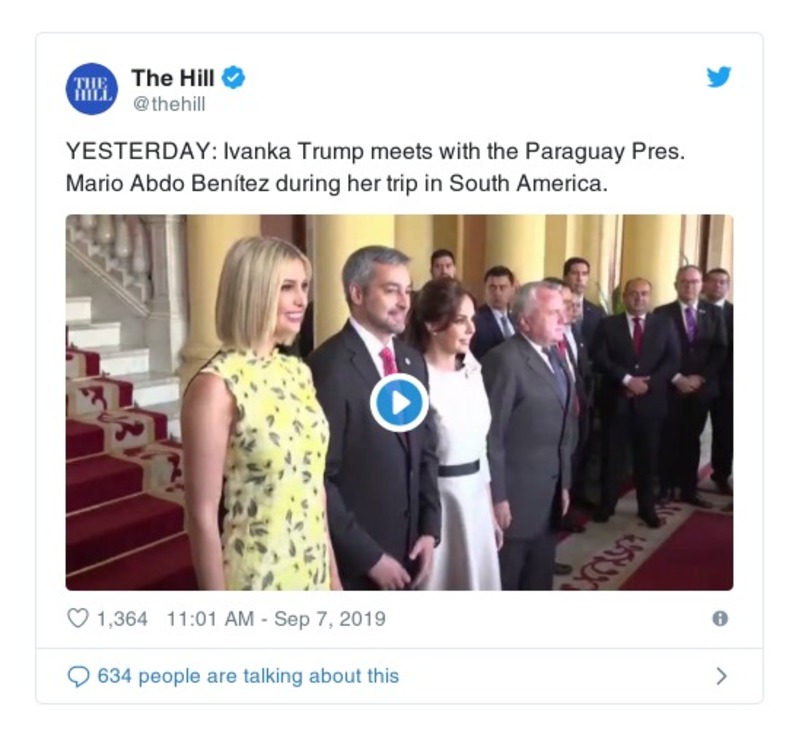 THE HILL
The Hill
@thehill
YESTERDAY: Ivanka Trump meets with the Paraguay Pres.
Mario Abdo Benítez during her trip in South America.
1,364 11:01 AM - Sep 7, 2019
634 people are talking about this